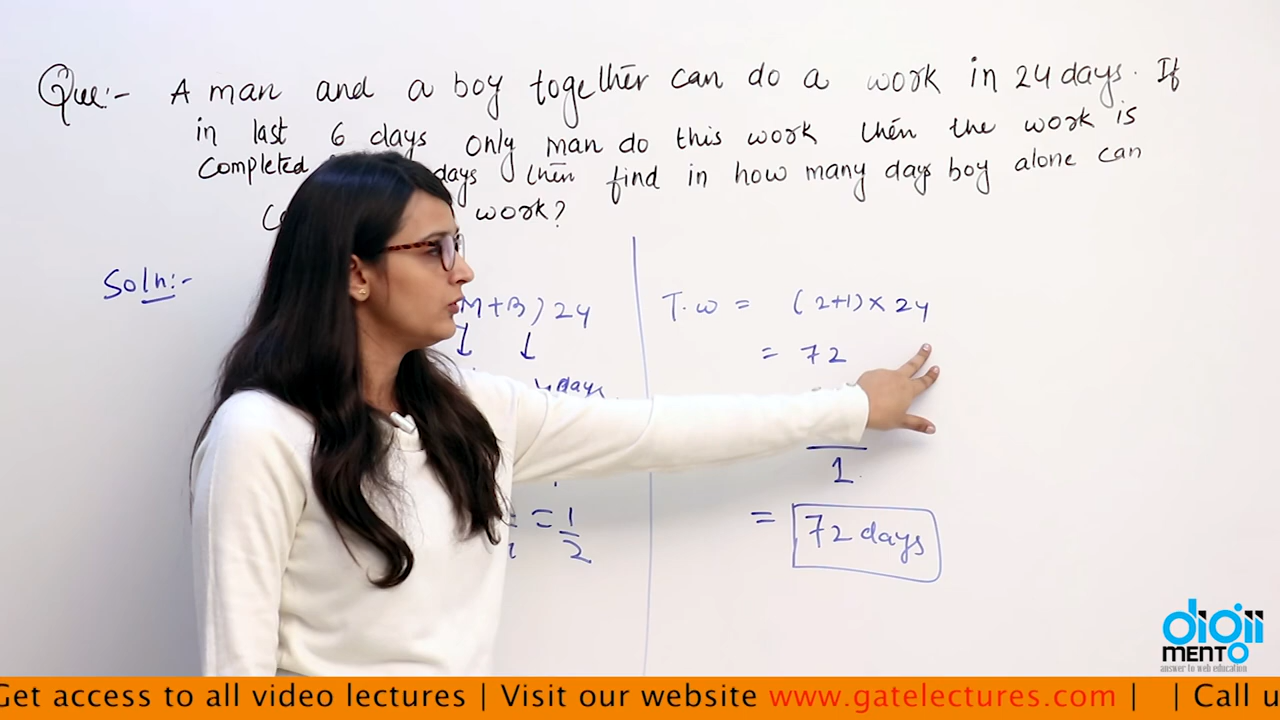 Que:- A man and a boy together can do a work in 24 days. If
in last 6 days only man do this work then the work is
completed days then find in how many days boy alone can
work?
Soln:-
M+B) 24
days
= 1/2
T.W = (2+1) × 24
= 72
1
= 72 days
digii
MENTO
answer to web education
Get access to all video lectures | Visit our website www.gatelectures.com | | Call u